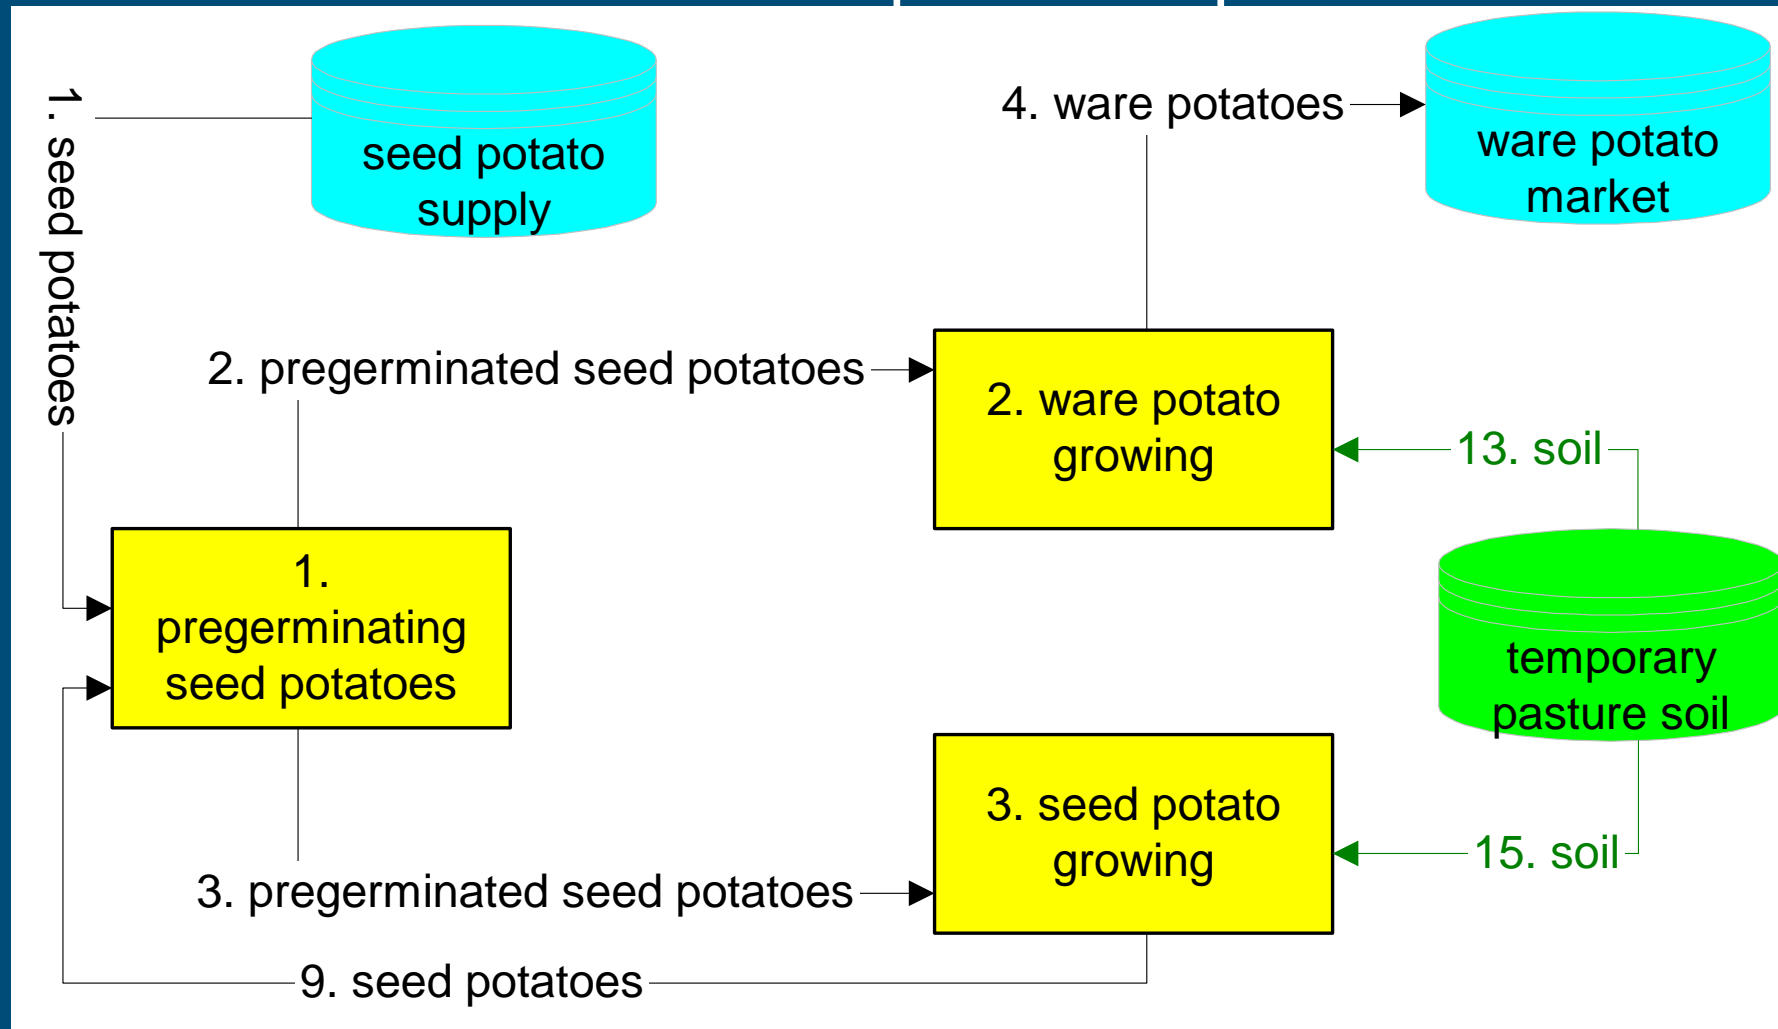 1. seed potatoes
seed potato
supply
4. ware potatoes
ware potato
market
2. pregerminated seed potatoes
2. ware potato
growing
13. soil
1.
pregerminating
seed potatoes
temporary
pasture soil
3. seed potato
growing
15. soil
3. pregerminated seed potatoes
9. seed potatoes